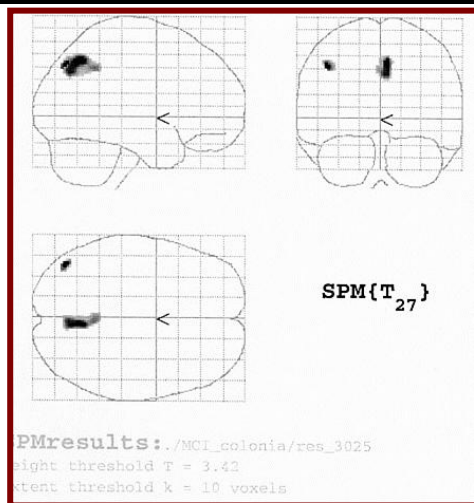 SPM{T27}
PMresults: ./MCI_colonia/res_3025
eight threshold T = 3.42
xtent threshold k = 10 voxels